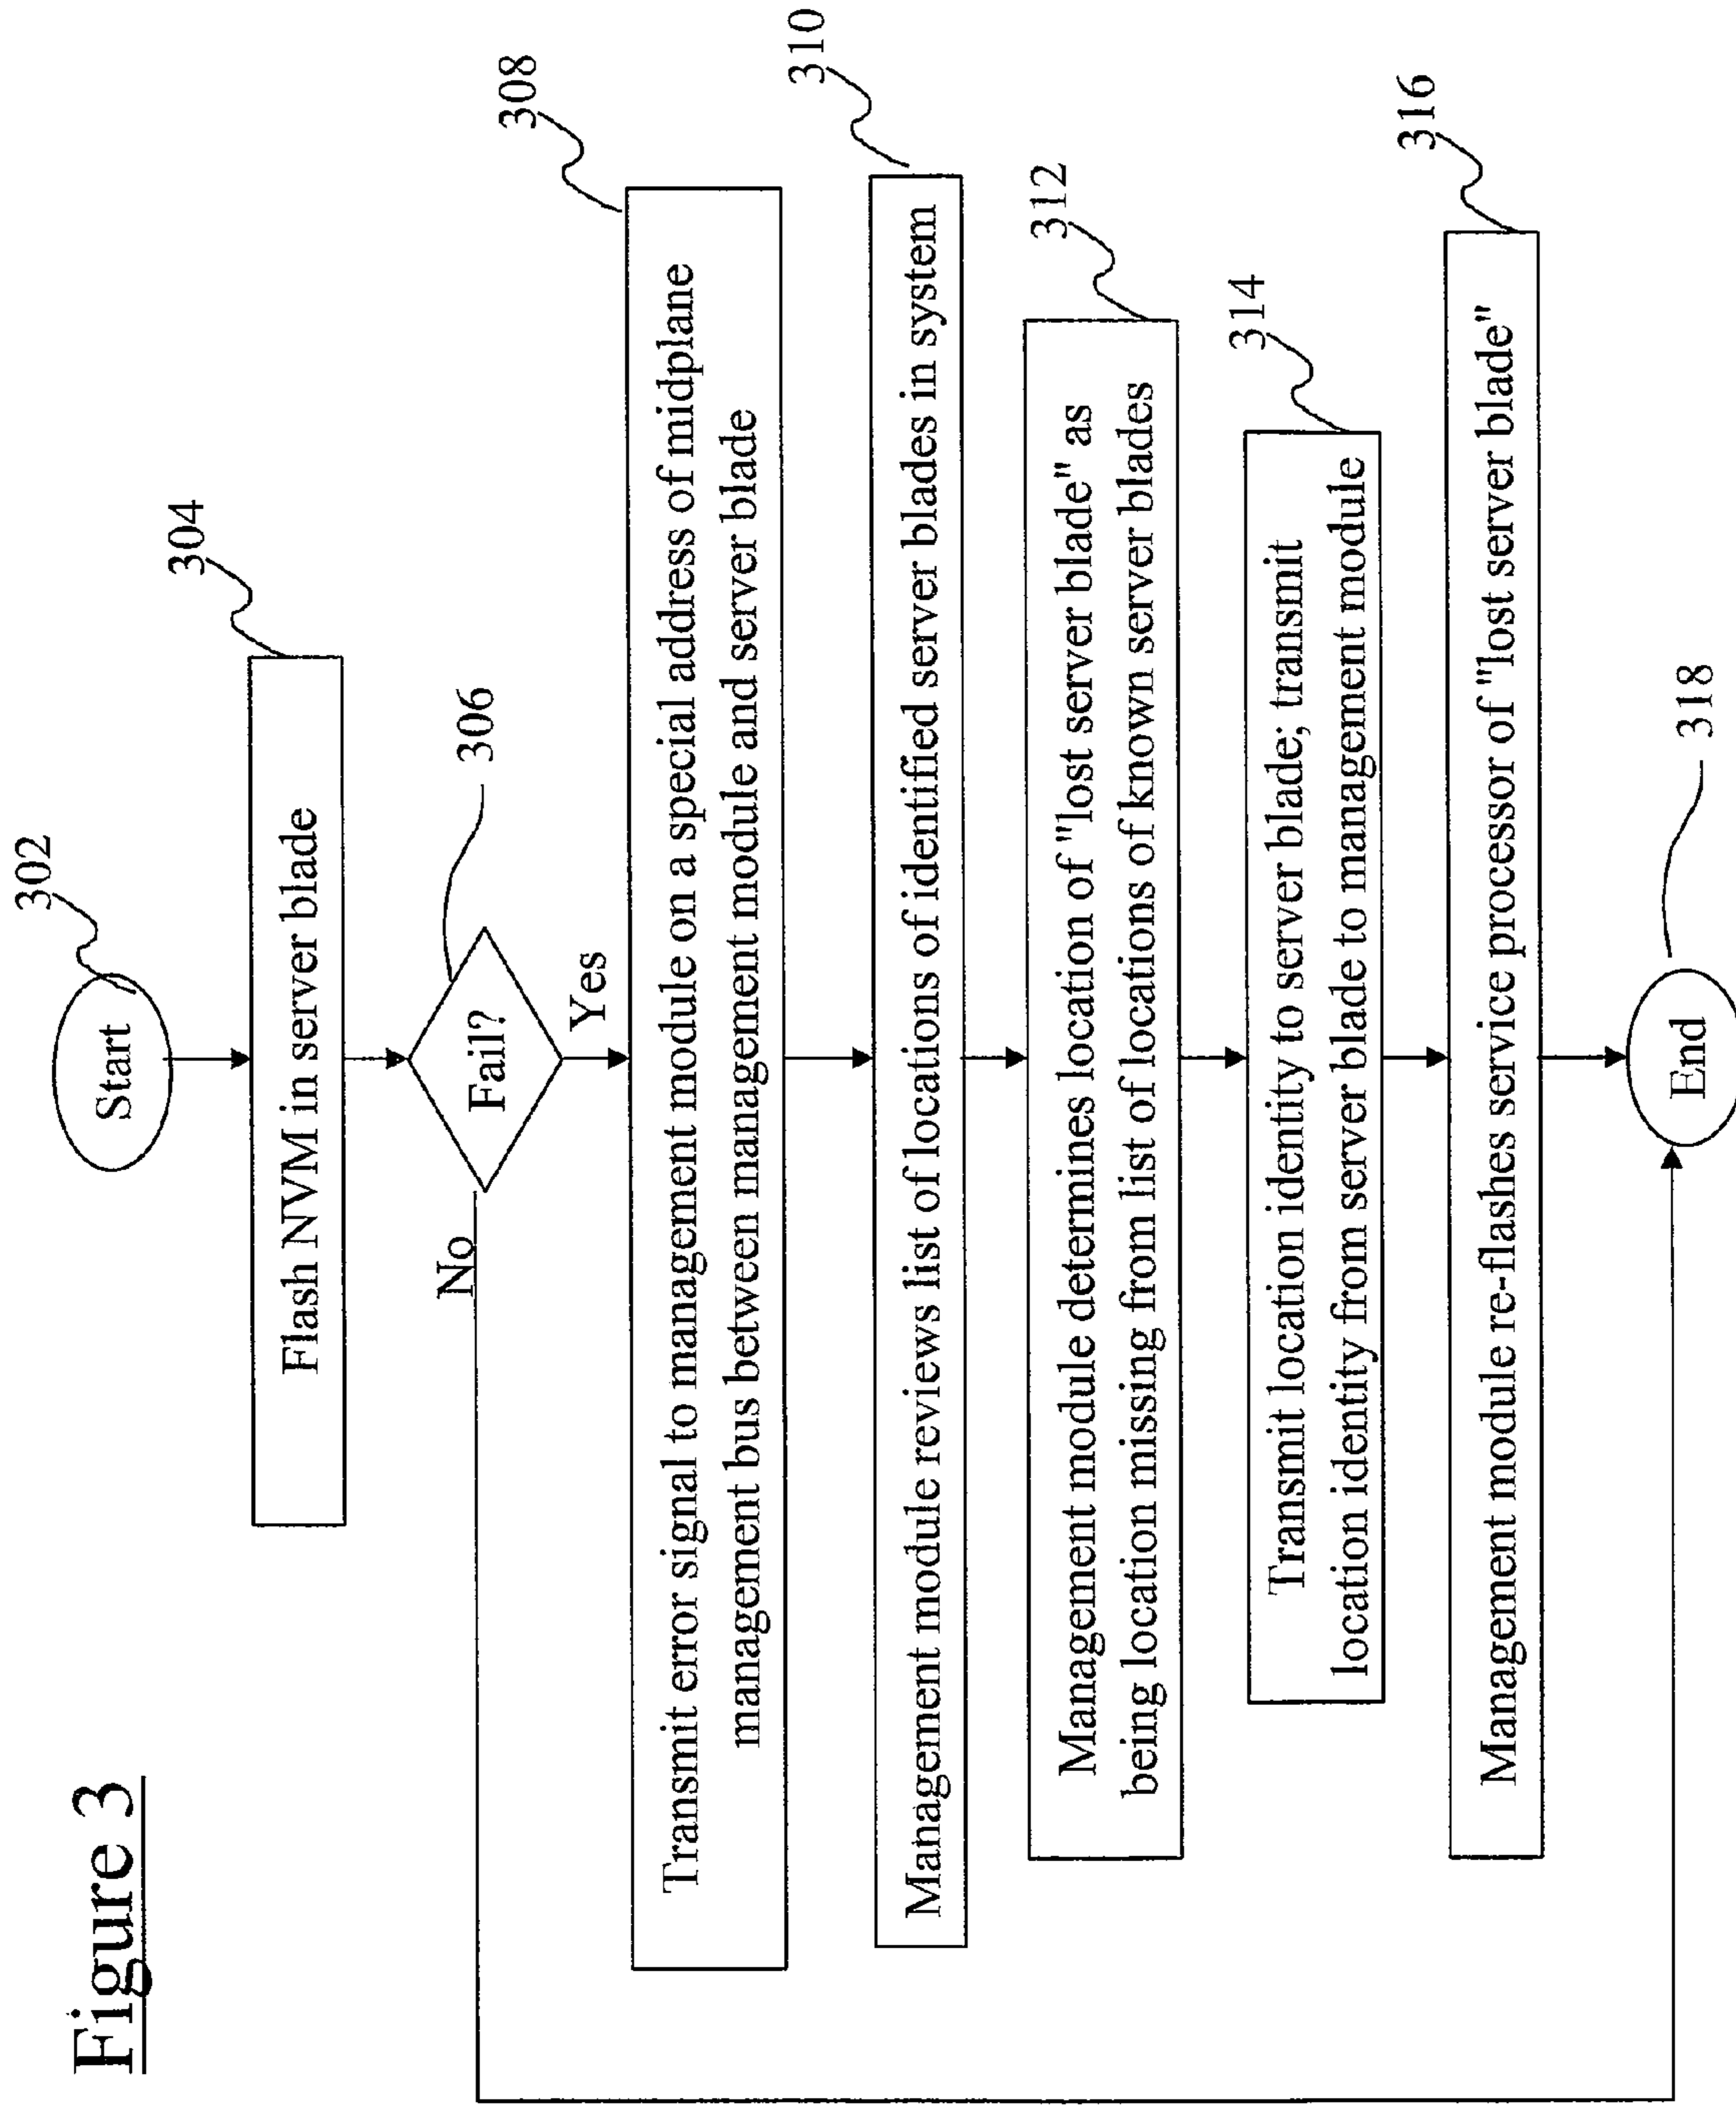 Figure 3
302
Start
304
Flash NVM in server blade
306
Fail?
No
Yes
308
Transmit error signal to management module on a special address of midplane
management bus between management module and server blade
310
Management module reviews list of locations of identified server blades in system
312
Management module determines location of "lost server blade" as
being location missing from list of locations of known server blades
314
Transmit location identity to server blade; transmit
location identity from server blade to management module
316
Management module re-flashes service processor of "lost server blade"
318
End